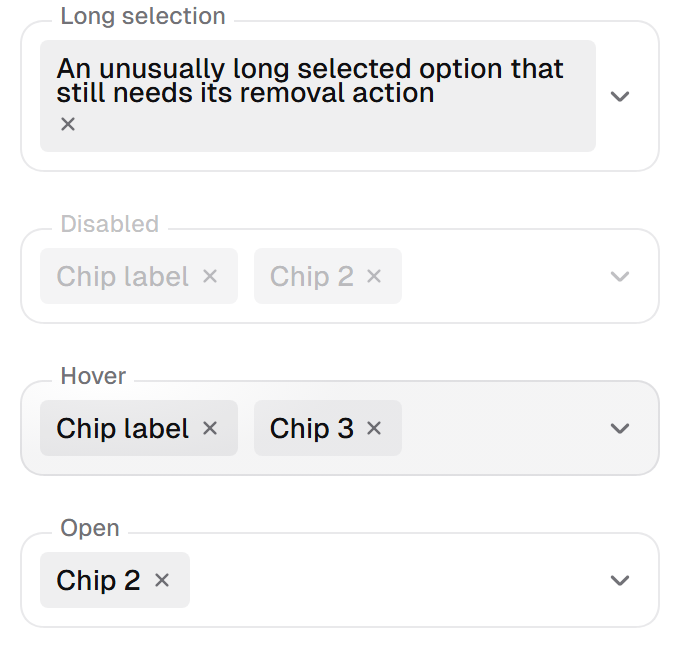 Long selection
An unusually long selected option that
still needs its removal action
Disabled
Chip label Chip 2
Hover
Chip label Chip 3
Open
Chip 2